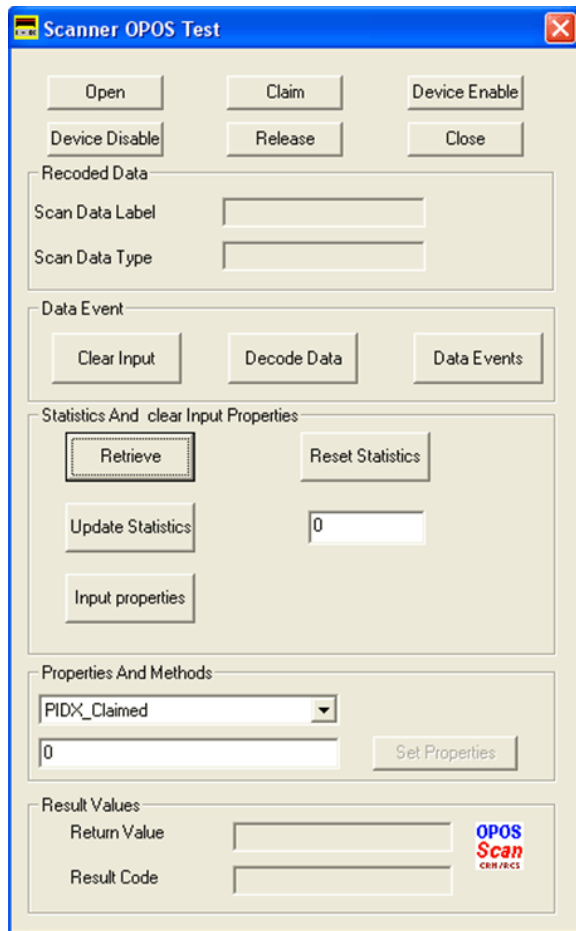 Scanner OPOS Test
Open Claim Device Enable
Device Disable Release Close
Recoded Data
Scan Data Label
Scan Data Type
Data Event
Clear Input Decode Data Data Events
Statistics And clear Input Properties
Retrieve Reset Statistics
Update Statistics 0
Input properties
Properties And Methods
PIDX_Claimed
0 Set Properties
Result Values
Return Value
Result Code
OPOS
Scan
CRM/RCS